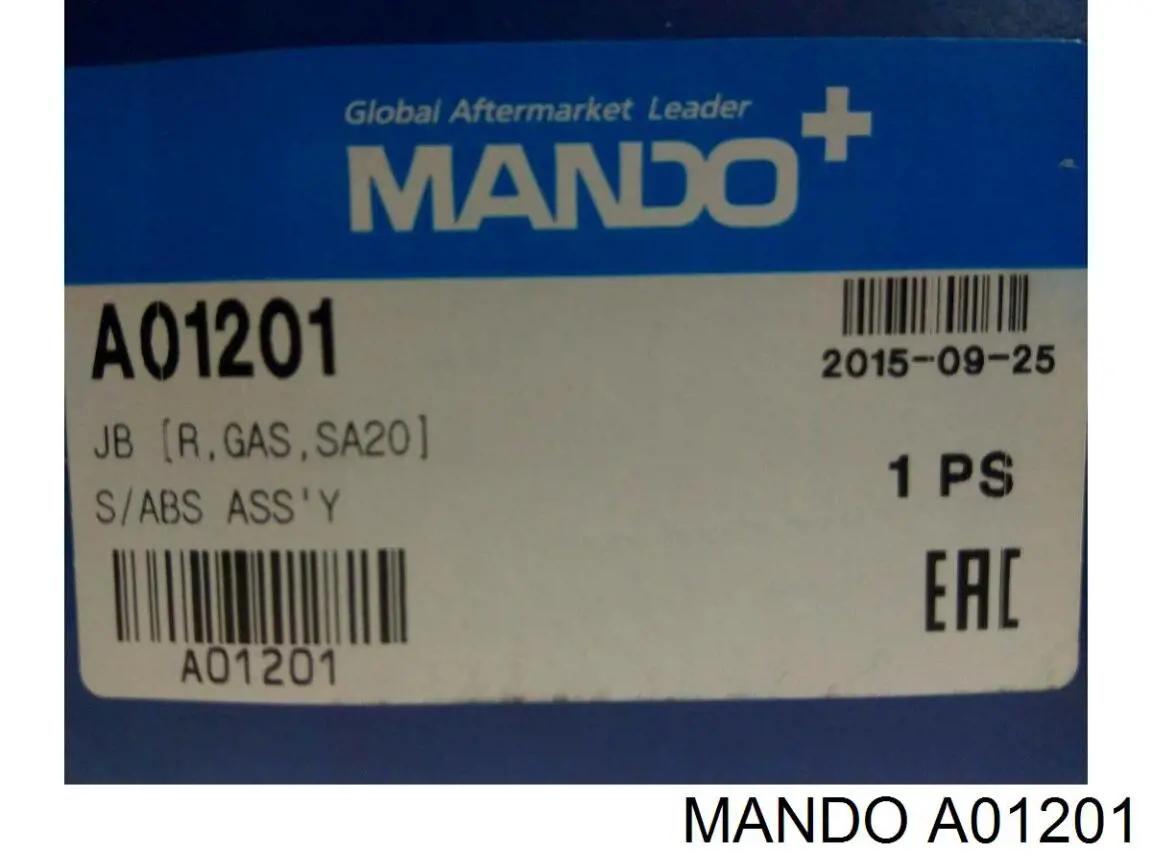 Global Aftermarket Leader
MANDO+
A01201
2015-09-25
JB [R,GAS,SA20]
1 PS
S/ABS ASS'Y
EAC
A01201
MANDO A01201